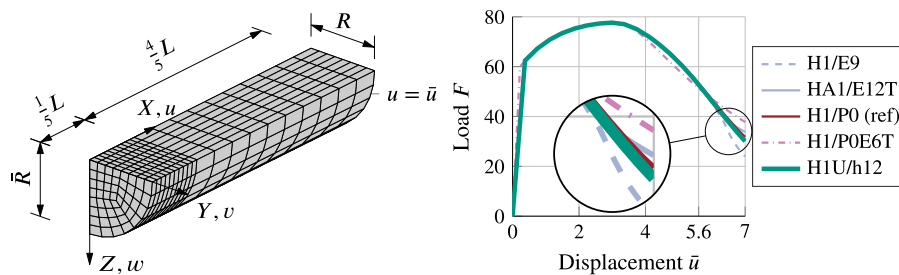 1/5 L
4/5 L
R
X, u
u = ū
R̄
Y, v
Z, w
Load F
80
60
40
20
0
0
2
4
5.6
7
Displacement ū
H1/E9
HA1/E12T
H1/P0 (ref)
H1/P0E6T
H1U/h12